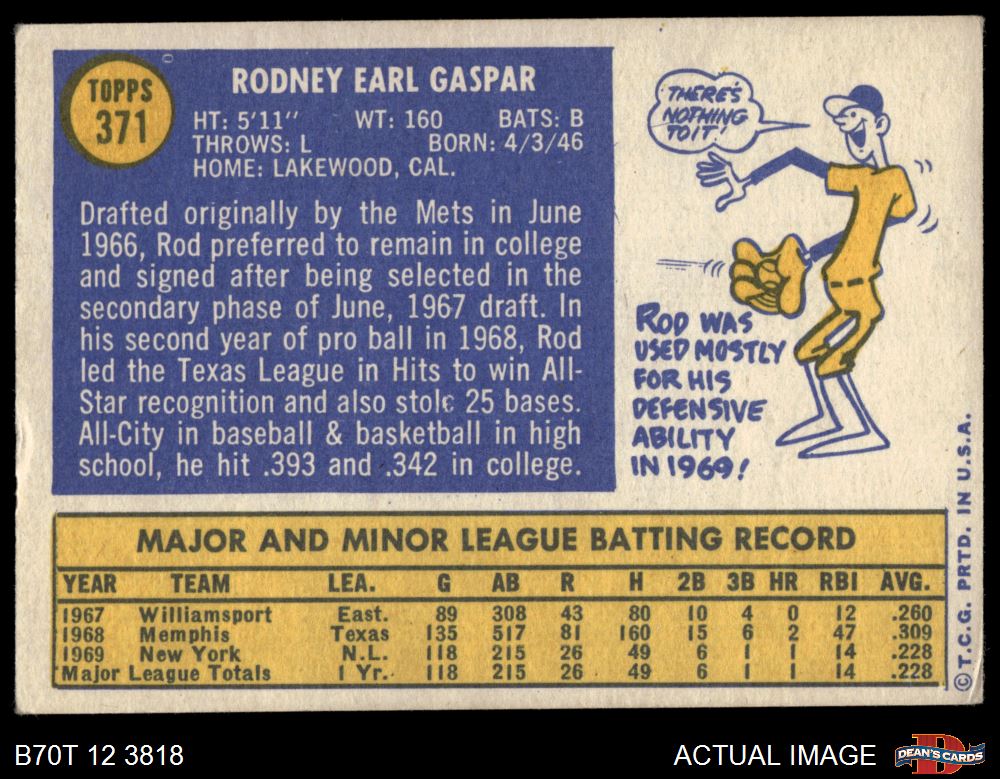 TOPPS
371
RODNEY EARL GASPAR
HT: 5'11" WT: 160 BATS: B
THROWS: L BORN: 4/3/46
HOME: LAKEWOOD, CAL.
Drafted originally by the Mets in June
1966, Rod preferred to remain in college
and signed after being selected in the
secondary phase of June, 1967 draft. In
his second year of pro ball in 1968, Rod
led the Texas League in Hits to win All-
Star recognition and also stole 25 bases.
All-City in baseball & basketball in high
school, he hit .393 and .342 in college.
THERE'S
NOTHING
TO IT!
ROD WAS
USED MOSTLY
FOR HIS
DEFENSIVE
ABILITY
IN 1969!
MAJOR AND MINOR LEAGUE BATTING RECORD
YEAR TEAM LEA. G AB R H 2B 3B HR RBI AVG.
1967 Williamsport East. 89 308 43 80 10 4 0 12 .260
1968 Memphis Texas 135 517 81 160 15 6 2 47 .309
1969 New York N.L. 118 215 26 49 6 1 1 14 .228
Major League Totals 1 Yr. 118 215 26 49 6 1 1 14 .228
© T.C.G. PRTD. IN U.S.A.
B70T 12 3818
ACTUAL IMAGE
DEAN'S CARDS